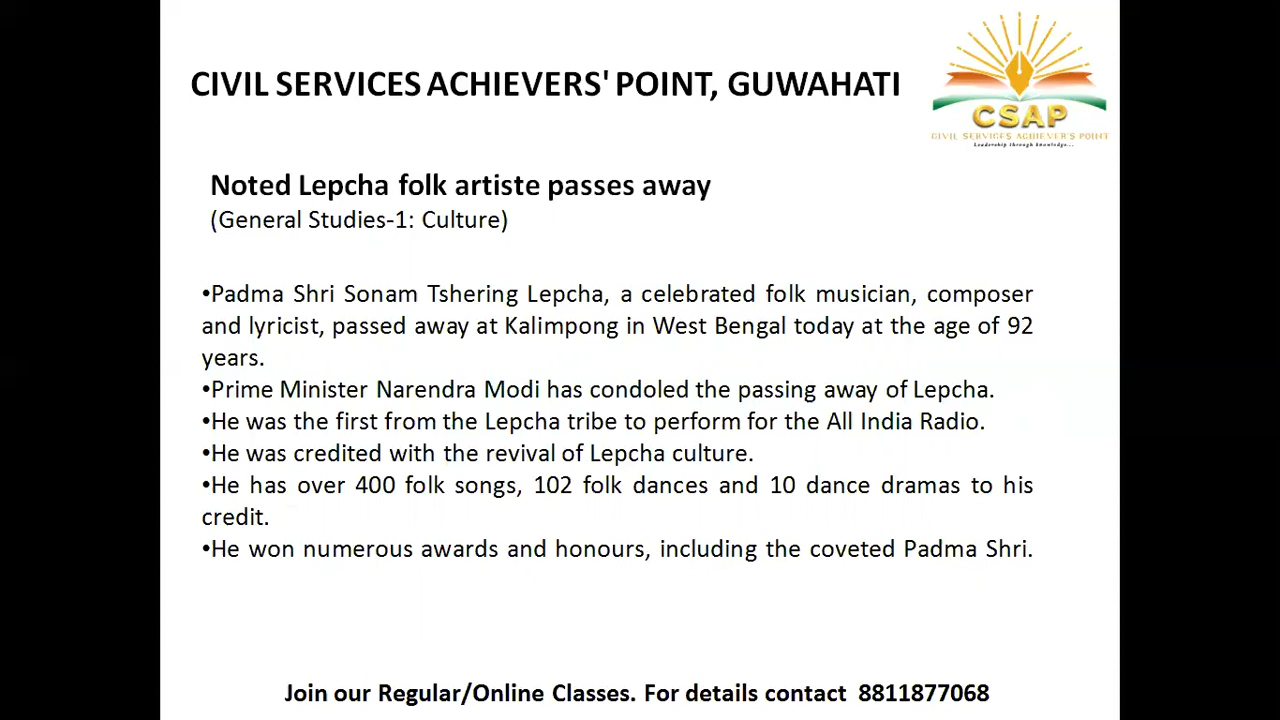 CIVIL SERVICES ACHIEVERS' POINT, GUWAHATI
CSAP
CIVIL SERVICES ACHIEVER'S POINT
Leadership through knowledge...
Noted Lepcha folk artiste passes away
(General Studies-1: Culture)
•Padma Shri Sonam Tshering Lepcha, a celebrated folk musician, composer
and lyricist, passed away at Kalimpong in West Bengal today at the age of 92
years.
•Prime Minister Narendra Modi has condoled the passing away of Lepcha.
•He was the first from the Lepcha tribe to perform for the All India Radio.
•He was credited with the revival of Lepcha culture.
•He has over 400 folk songs, 102 folk dances and 10 dance dramas to his
credit.
•He won numerous awards and honours, including the coveted Padma Shri.
Join our Regular/Online Classes. For details contact 8811877068